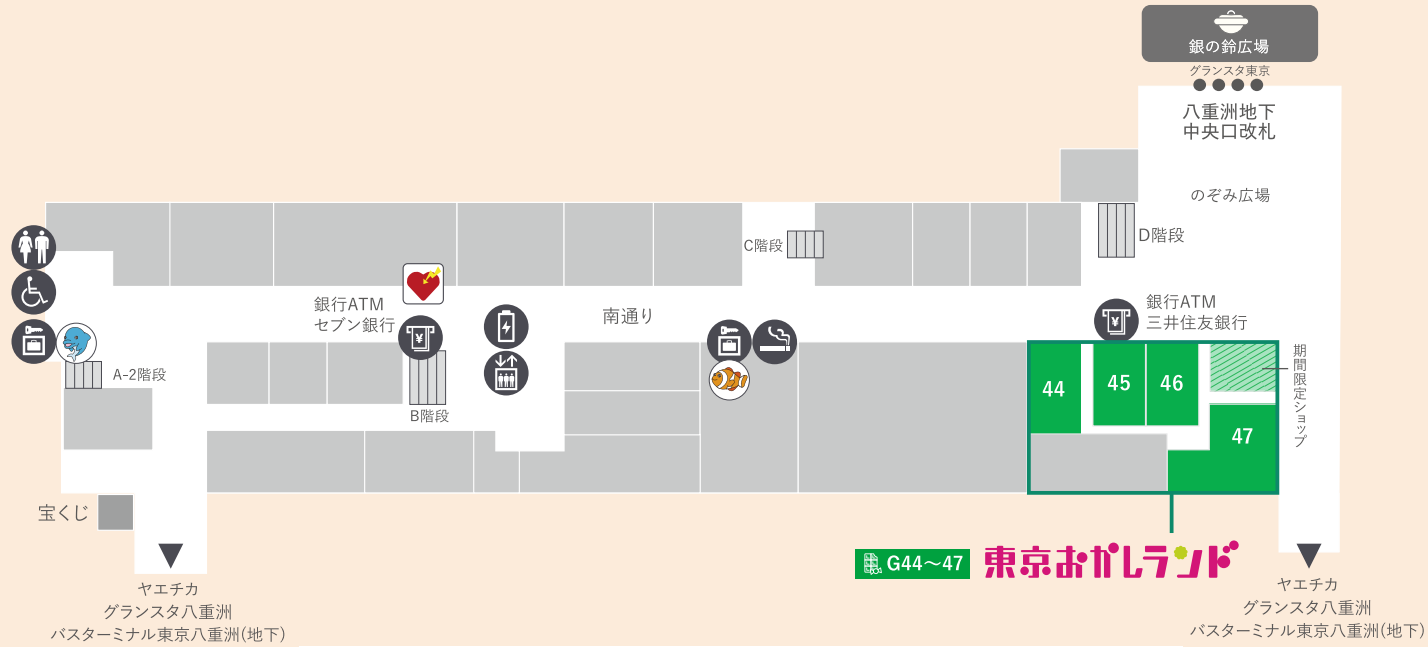 銀の鈴広場
グランスタ東京
八重洲地下
中央口改札
のぞみ広場
D階段
C階段
銀行ATM
セブン銀行
南通り
銀行ATM
三井住友銀行
A-2階段
B階段
44
45
46
47
期間限定ショップ
宝くじ
G44〜47
東京おかしランド
ヤエチカ
グランスタ八重洲
バスターミナル東京八重洲(地下)
ヤエチカ
グランスタ八重洲
バスターミナル東京八重洲(地下)